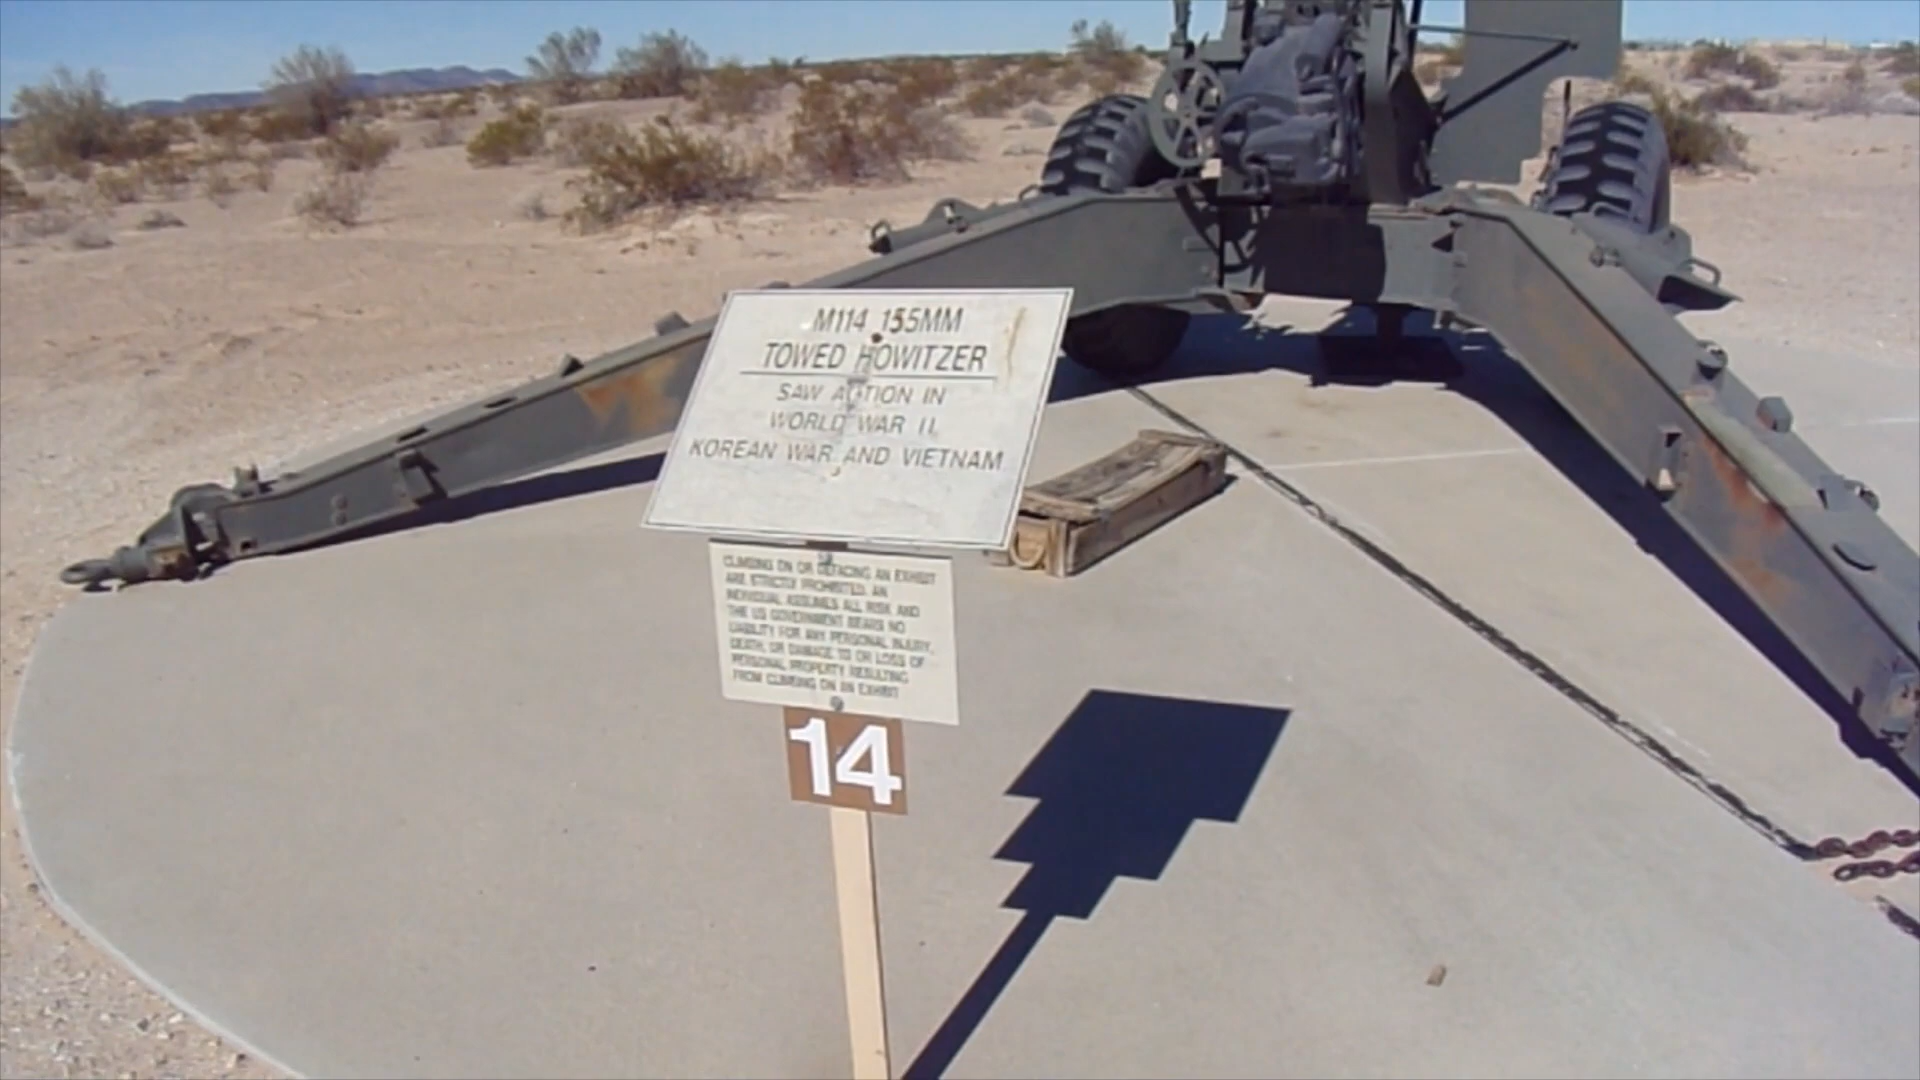 M114 155MM
TOWED HOWITZER
SAW ACTION IN
WORLD WAR II,
KOREAN WAR AND VIETNAM
CLIMBING ON OR DEFACING AN EXHIBIT
ARE STRICTLY PROHIBITED. AN
INDIVIDUAL ASSUMES ALL RISK AND
THE US GOVERNMENT BEARS NO
LIABILITY FOR ANY PERSONAL INJURY,
DEATH, OR DAMAGE TO OR LOSS OF
PERSONAL PROPERTY RESULTING
FROM CLIMBING ON AN EXHIBIT
14